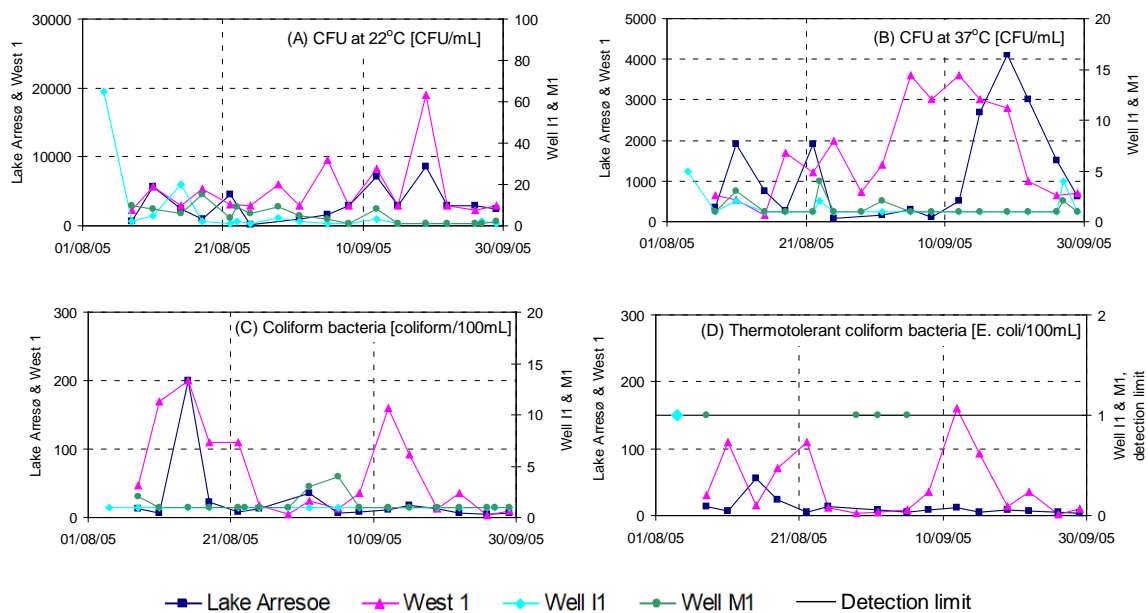 (A) CFU at 22°C [CFU/mL]
Lake Arresø & West 1
30000
20000
10000
0
100
80
60
40
20
0
Well I1 & M1
01/08/05 21/08/05 10/09/05 30/09/05
(B) CFU at 37°C [CFU/mL]
Lake Arresø & West 1
5000
4000
3000
2000
1000
0
20
15
10
5
0
Well I1 & M1
01/08/05 21/08/05 10/09/05 30/09/05
(C) Coliform bacteria [coliform/100mL]
Lake Arresø & West 1
300
200
100
0
20
15
10
5
0
Well I1 & M1
01/08/05 21/08/05 10/09/05 30/09/05
(D) Thermotolerant coliform bacteria [E. coli/100mL]
Lake Arresø & West 1
300
200
100
0
2
1
0
Well I1 & M1,
detection limit
01/08/05 21/08/05 10/09/05 30/09/05
Lake Arresoe West 1 Well I1 Well M1 Detection limit